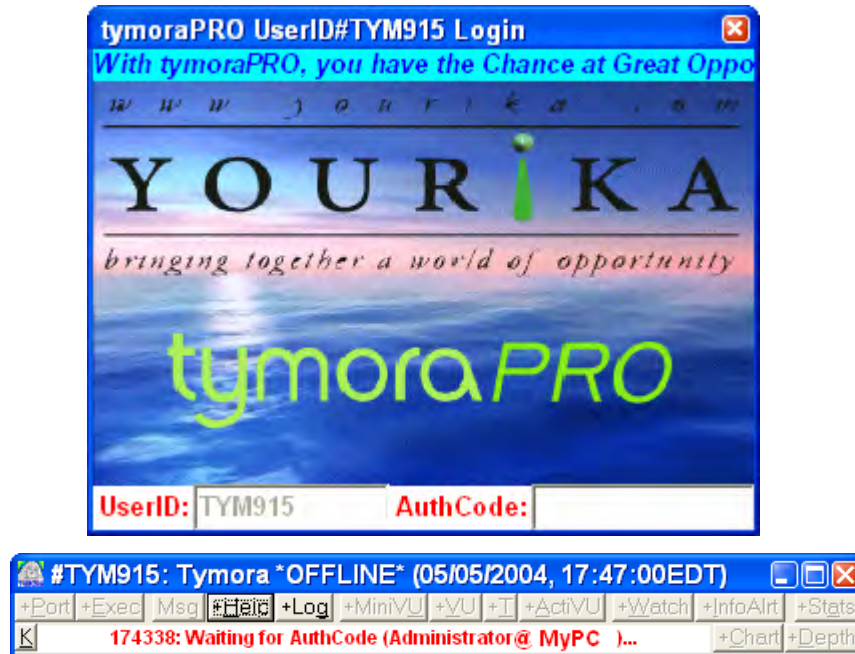 tymoraPRO UserID#TYM915 Login
With tymoraPRO, you have the Chance at Great Oppo
www.yourika.com
YOURiKA
bringing together a world of opportunity
tymoraPRO
UserID: TYM915 AuthCode:
#TYM915: Tymora *OFFLINE* (05/05/2004, 17:47:00EDT)
+Port +Exec Msg +Help +Log +MiniVU +VU +T +ActiVU +Watch +InfoAlrt +Stats
K 174338: Waiting for AuthCode (Administrator@ MyPC )... +Chart +Depth